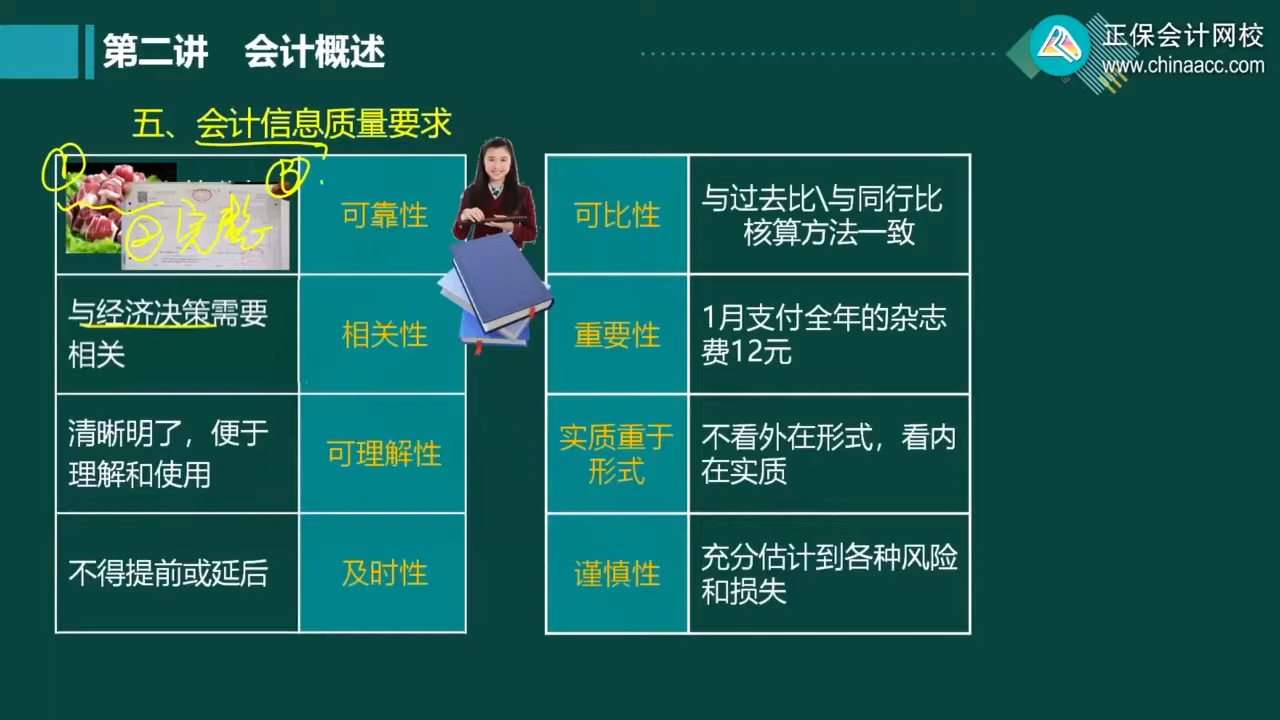 第二讲 会计概述
正保会计网校
www.chinaacc.com
五、会计信息质量要求
①
②完整
可靠性
与经济决策需要
相关
相关性
清晰明了，便于
理解和使用
可理解性
不得提前或延后
及时性
可比性
与过去比\与同行比
核算方法一致
重要性
1月支付全年的杂志
费12元
实质重于
形式
不看外在形式，看内
在实质
谨慎性
充分估计到各种风险
和损失